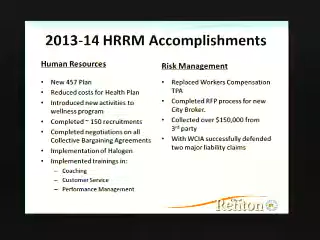 2013-14 HRRM Accomplishments
Human Resources
• New 457 Plan
• Reduced costs for Health Plan
• Introduced new activities to
wellness program
• Completed ~ 150 recruitments
• Completed negotiations on all
Collective Bargaining Agreements
• Implementation of Halogen
• Implemented trainings in:
– Coaching
– Customer Service
– Performance Management
Risk Management
• Replaced Workers Compensation
TPA
• Completed RFP process for new
City Broker.
• Collected over $150,000 from
3rd party
• With WCIA successfully defended
two major liability claims
Renton